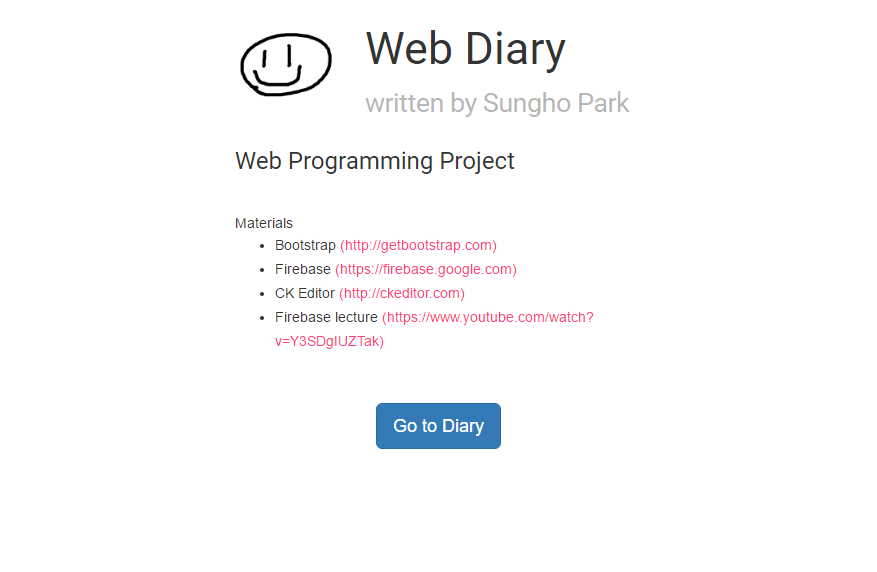 Web Diary
written by Sungho Park
Web Programming Project
Materials
• Bootstrap (http://getbootstrap.com)
• Firebase (https://firebase.google.com)
• CK Editor (http://ckeditor.com)
• Firebase lecture (https://www.youtube.com/watch?
v=Y3SDgIUZTak)
Go to Diary